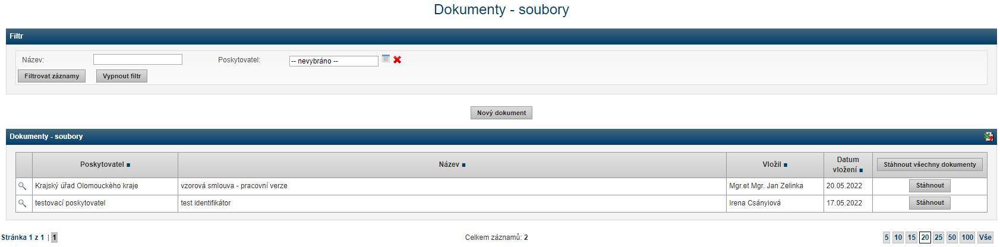 Dokumenty - soubory
Filtr
Název: Poskytovatel: -- nevybráno --
Filtrovat záznamy Vypnout filtr
Nový dokument
Dokumenty - soubory
Poskytovatel Název Vložil Datum vložení Stáhnout všechny dokumenty
Krajský úřad Olomouckého kraje vzorová smlouva - pracovní verze Mgr.et Mgr. Jan Zelinka 20.05.2022 Stáhnout
testovací poskytovatel test identifikátor Irena Csányiová 17.05.2022 Stáhnout
Stránka 1 z 1 | 1 Celkem záznamů: 2 5 10 15 20 25 50 100 Vše